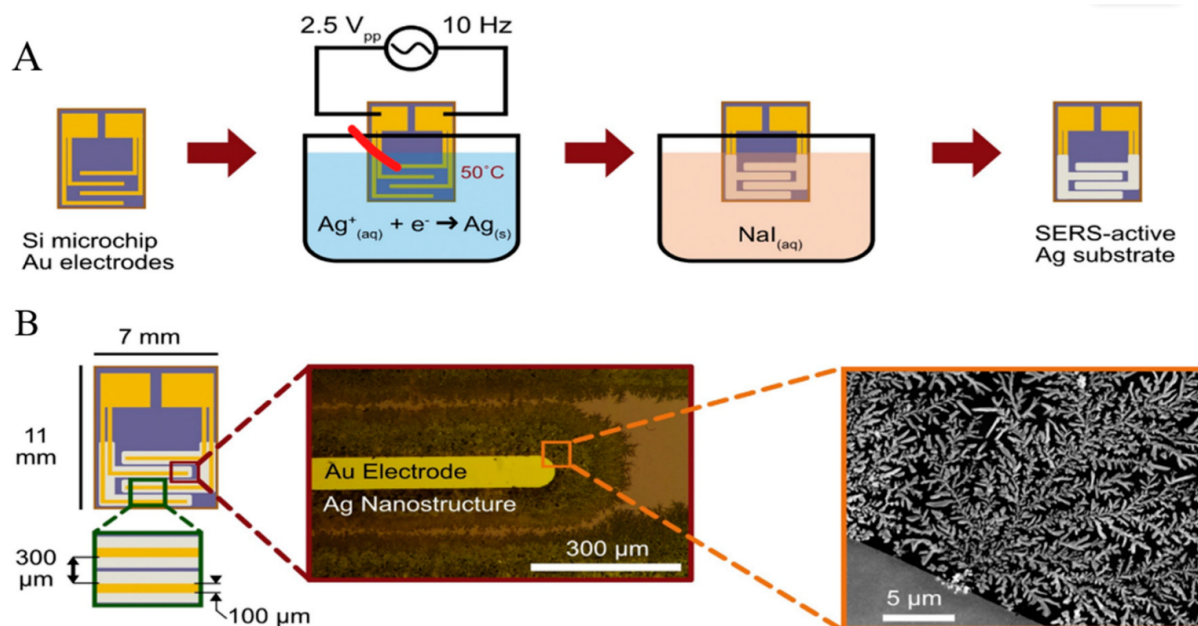 A
2.5 Vpp
10 Hz
50°C
Ag⁺(aq) + e⁻ → Ag(s)
NaI(aq)
Si microchip
Au electrodes
SERS-active
Ag substrate
B
7 mm
11
mm
300
µm
100 µm
Au Electrode
Ag Nanostructure
300 µm
5 µm